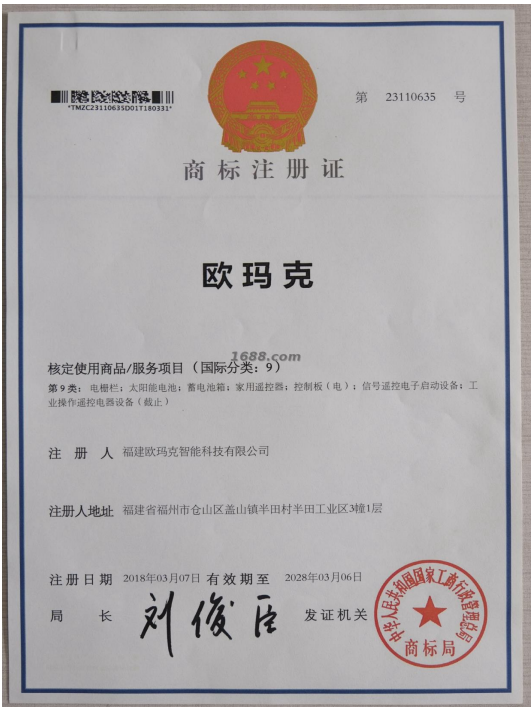 第 23110635 号
*TMZC23110635D01T180331*
商标注册证
欧玛克
1688.com
核定使用商品/服务项目（国际分类：9）
第9类：电栅栏；太阳能电池；蓄电池箱；家用遥控器；控制板（电）；信号遥控电子启动设备；工
业操作遥控电器设备（截止）
注册人 福建欧玛克智能科技有限公司
注册人地址 福建省福州市仓山区盖山镇半田村半田工业区3幢1层
注册日期 2018年03月07日 有效期至 2028年03月06日
局长 刘俊臣 发证机关
中华人民共和国国家工商行政管理总局
商标局